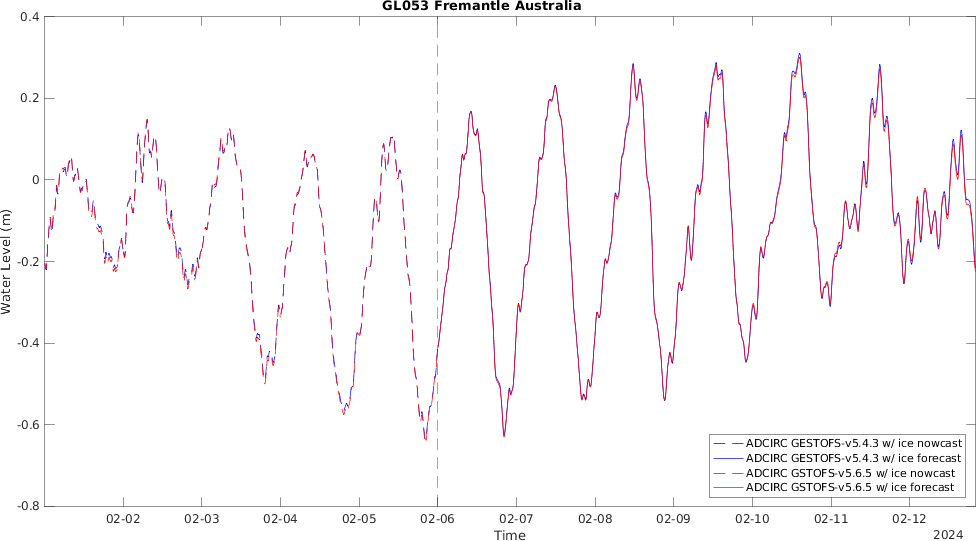 GL053 Fremantle Australia
0.4
0.2
0
-0.2
-0.4
-0.6
-0.8
Water Level (m)
ADCIRC GESTOFS-v5.4.3 w/ ice nowcast
ADCIRC GESTOFS-v5.4.3 w/ ice forecast
ADCIRC GSTOFS-v5.6.5 w/ ice nowcast
ADCIRC GSTOFS-v5.6.5 w/ ice forecast
02-02 02-03 02-04 02-05 02-06 02-07 02-08 02-09 02-10 02-11 02-12
Time
2024